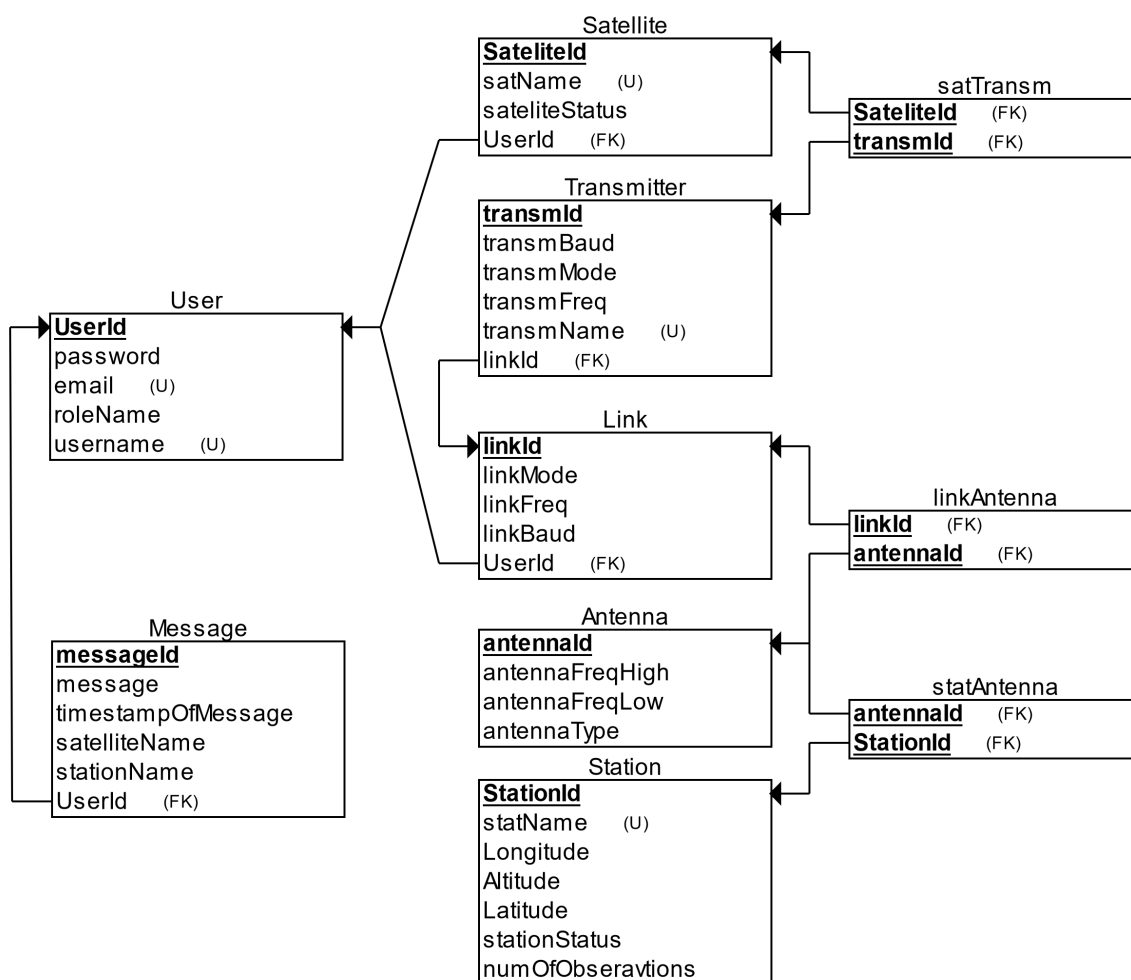 Satellite
SateliteId
satName (U)
sateliteStatus
UserId (FK)
satTransm
SateliteId (FK)
transmId (FK)
Transmitter
transmId
transmBaud
transmMode
transmFreq
transmName (U)
linkId (FK)
User
UserId
password
email (U)
roleName
username (U)
Link
linkId
linkMode
linkFreq
linkBaud
UserId (FK)
linkAntenna
linkId (FK)
antennaId (FK)
Message
messageId
message
timestampOfMessage
satelliteName
stationName
UserId (FK)
Antenna
antennaId
antennaFreqHigh
antennaFreqLow
antennaType
statAntenna
antennaId (FK)
StationId (FK)
Station
StationId
statName (U)
Longitude
Altitude
Latitude
stationStatus
numOfObseravtions